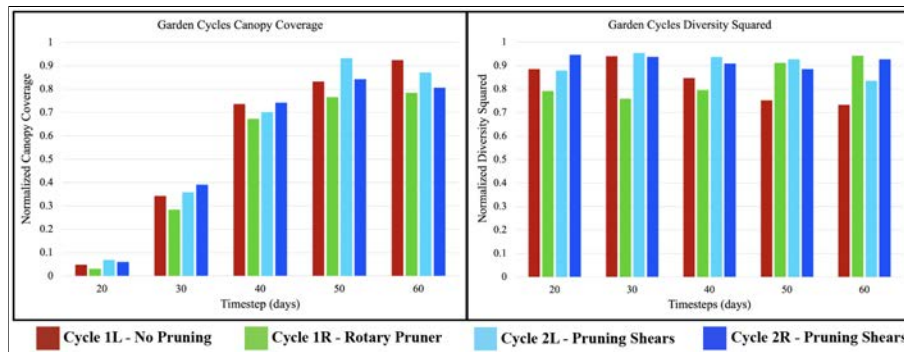 Garden Cycles Canopy Coverage
Normalized Canopy Coverage
1
0.9
0.8
0.7
0.6
0.5
0.4
0.3
0.2
0.1
0
20 30 40 50 60
Timestep (days)
Garden Cycles Diversity Squared
Normalized Diversity Squared
1
0.9
0.8
0.7
0.6
0.5
0.4
0.3
0.2
0.1
0
20 30 40 50 60
Timesteps (days)
Cycle 1L - No Pruning
Cycle 1R - Rotary Pruner
Cycle 2L - Pruning Shears
Cycle 2R - Pruning Shears